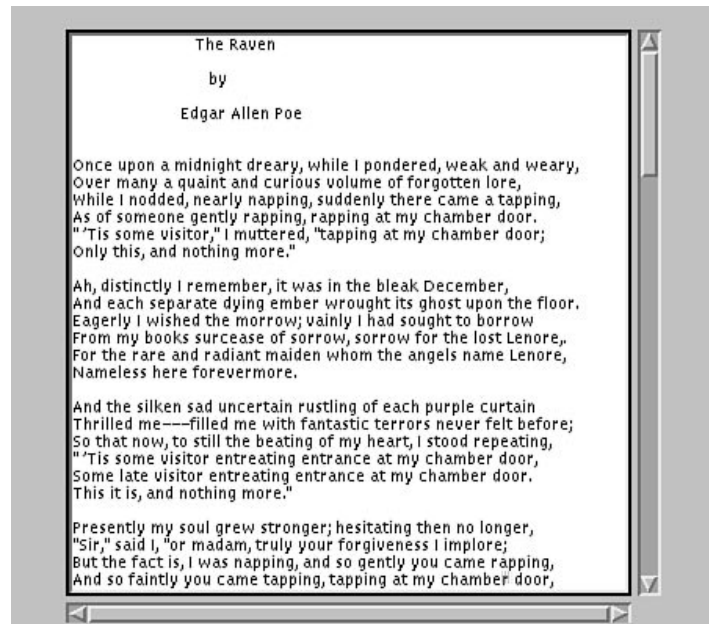 The Raven
by
Edgar Allen Poe
Once upon a midnight dreary, while I pondered, weak and weary,
Over many a quaint and curious volume of forgotten lore,
While I nodded, nearly napping, suddenly there came a tapping,
As of someone gently rapping, rapping at my chamber door.
" 'Tis some visitor," I muttered, "tapping at my chamber door;
Only this, and nothing more."
Ah, distinctly I remember, it was in the bleak December,
And each separate dying ember wrought its ghost upon the floor.
Eagerly I wished the morrow; vainly I had sought to borrow
From my books surcease of sorrow, sorrow for the lost Lenore,.
For the rare and radiant maiden whom the angels name Lenore,
Nameless here forevermore.
And the silken sad uncertain rustling of each purple curtain
Thrilled me---filled me with fantastic terrors never felt before;
So that now, to still the beating of my heart, I stood repeating,
" 'Tis some visitor entreating entrance at my chamber door,
Some late visitor entreating entrance at my chamber door.
This it is, and nothing more."
Presently my soul grew stronger; hesitating then no longer,
"Sir," said I, "or madam, truly your forgiveness I implore;
But the fact is, I was napping, and so gently you came rapping,
And so faintly you came tapping, tapping at my chamber door,